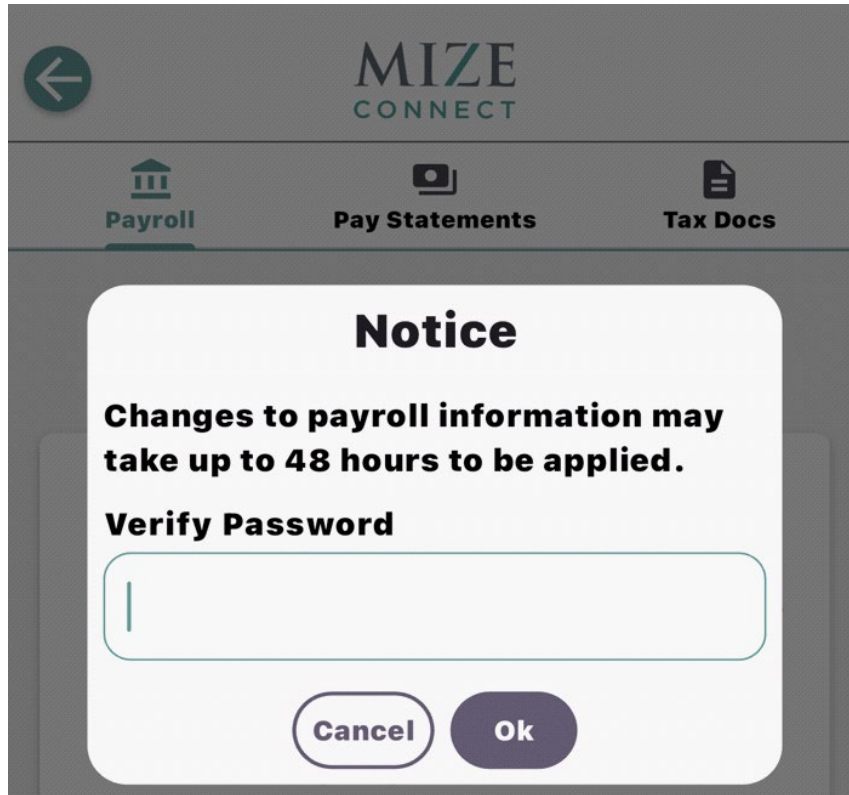 MIZE
CONNECT
Payroll
Pay Statements
Tax Docs
Notice
Changes to payroll information may
take up to 48 hours to be applied.
Verify Password
Cancel
Ok